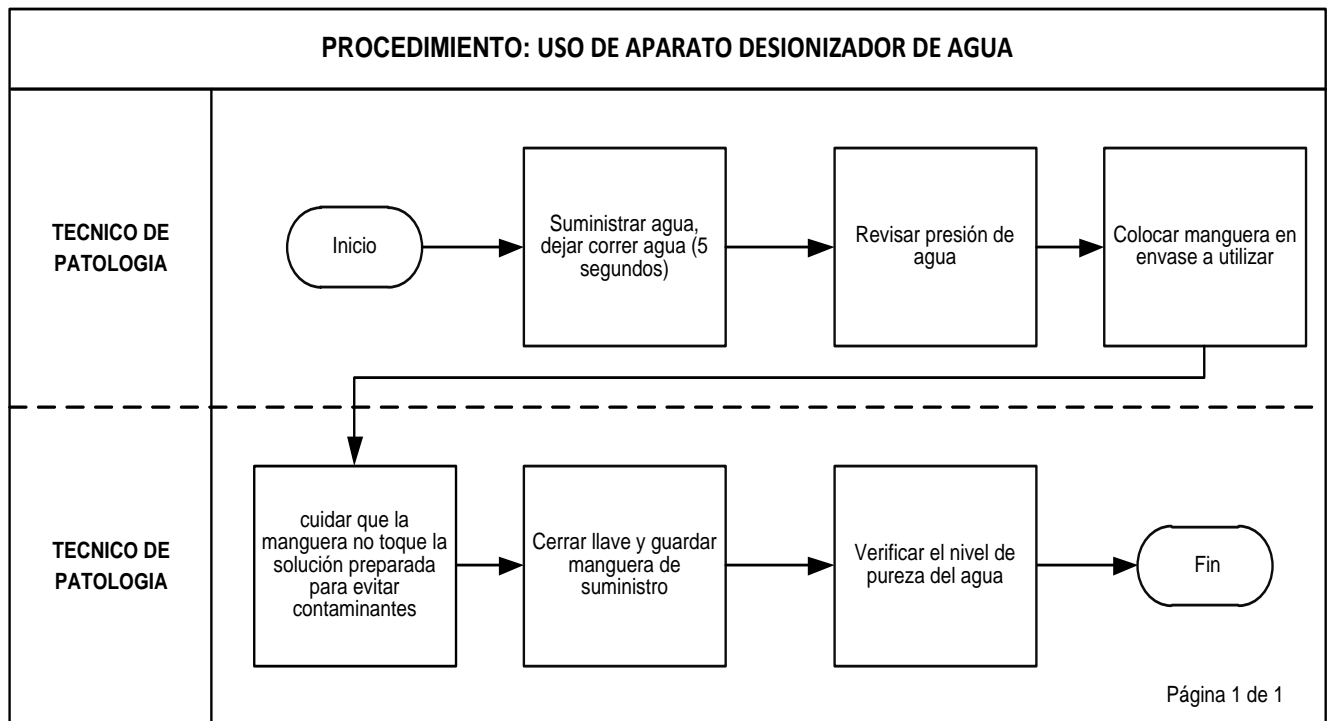 PROCEDIMIENTO: USO DE APARATO DESIONIZADOR DE AGUA
TECNICO DE
PATOLOGIA
Inicio
Suministrar agua,
dejar correr agua (5
segundos)
Revisar presión de
agua
Colocar manguera en
envase a utilizar
TECNICO DE
PATOLOGIA
cuidar que la
manguera no toque la
solución preparada
para evitar
contaminantes
Cerrar llave y guardar
manguera de
suministro
Verificar el nivel de
pureza del agua
Fin
Página 1 de 1